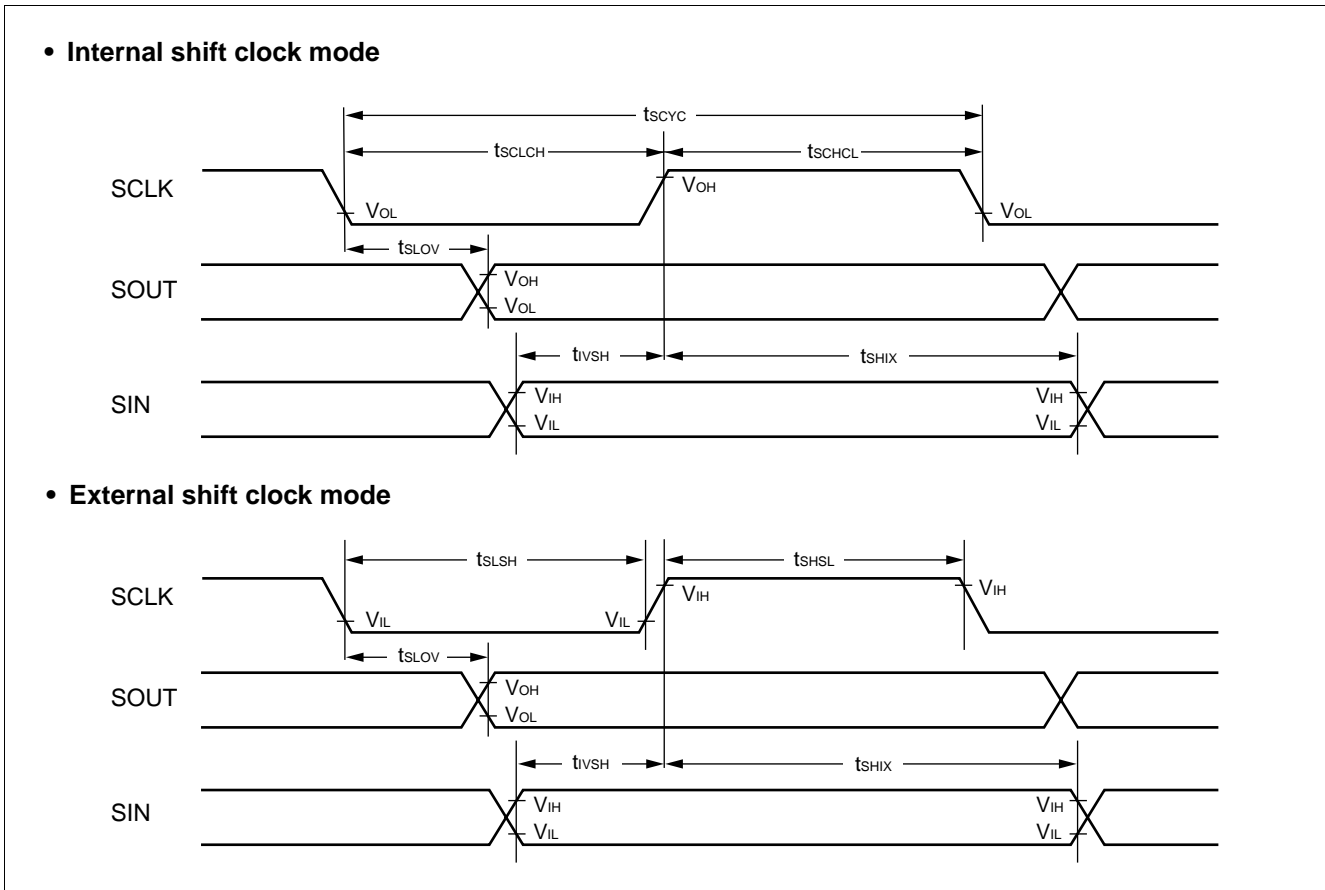 • Internal shift clock mode
tSCYC
tSCLCH tSCHCL
SCLK VOL VOH VOL
tSLOV
SOUT VOH
VOL
tIVSH tSHIX
SIN VIH VIH
VIL VIL
• External shift clock mode
tSLSH tSHSL
SCLK VIL VIL VIH VIH
tSLOV
SOUT VOH
VOL
tIVSH tSHIX
SIN VIH VIH
VIL VIL